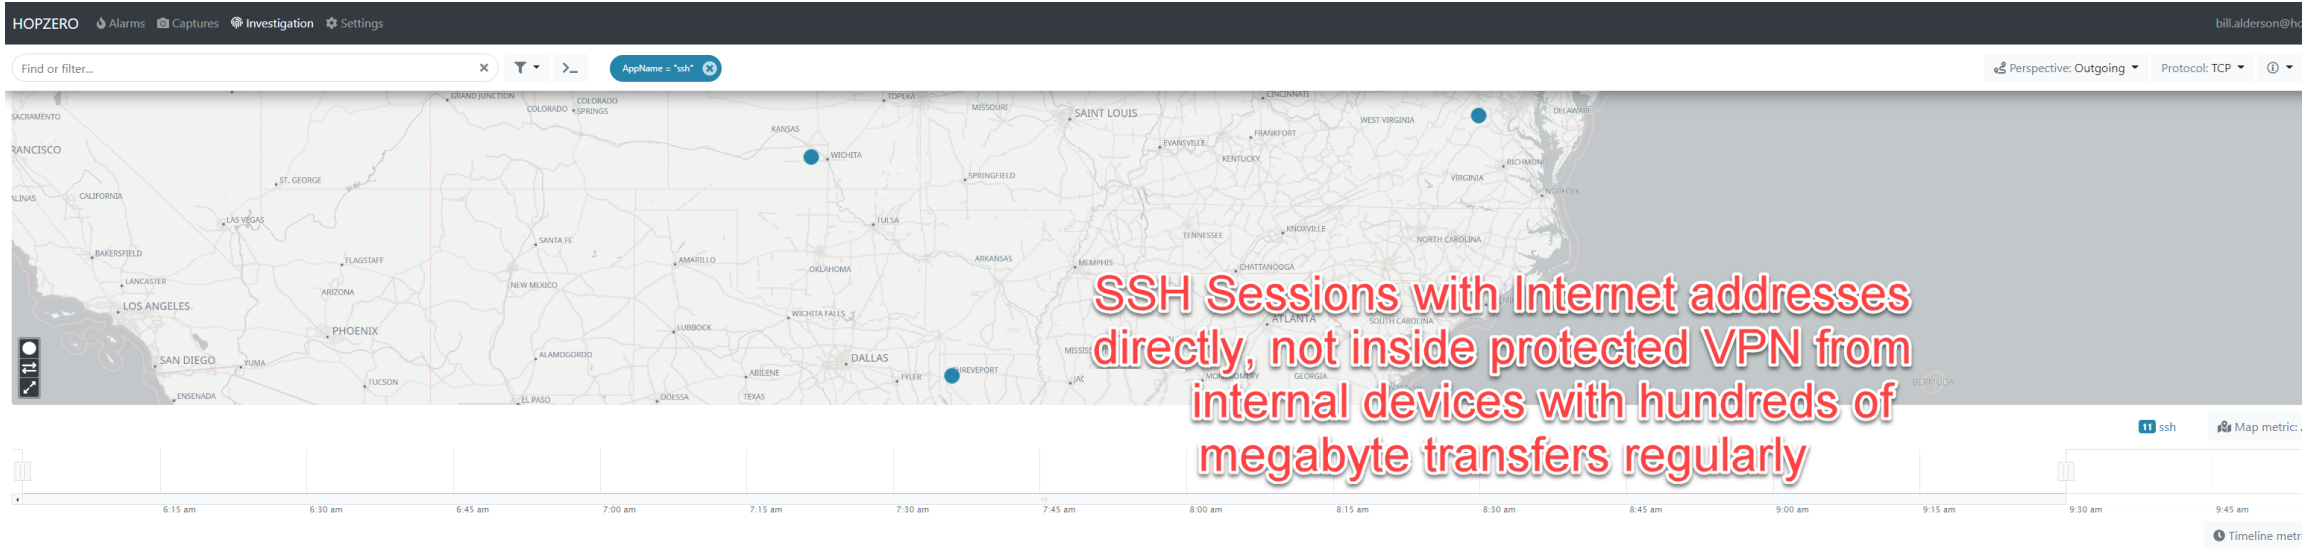 HOPZERO Alarms Captures Investigation Settings bill.alderson@ho
Find or filter... AppName = "ssh" Perspective: Outgoing Protocol: TCP
SACRAMENTO GRAND JUNCTION COLORADO COLORADO SPRINGS TOPEKA MISSOURI SAINT LOUIS CINCINNATI WEST VIRGINIA DELAWARE
RANCISCO KANSAS WICHITA EVANSVILLE FRANKFORT KENTUCKY RICHMOND
ST. GEORGE SPRINGFIELD VIRGINIA
ALINAS CALIFORNIA NORFOLK
LAS VEGAS TULSA
SANTA FE TENNESSEE KNOXVILLE NORTH CAROLINA
BAKERSFIELD FLAGSTAFF AMARILLO OKLAHOMA ARKANSAS MEMPHIS CHATTANOOGA
LANCASTER ARIZONA NEW MEXICO
SSH Sessions with Internet addresses
LOS ANGELES WICHITA FALLS ATLANTA SOUTH CAROLINA
PHOENIX LUBBOCK
directly, not inside protected VPN from
SAN DIEGO YUMA ALAMOGORDO DALLAS MISSISS
TUCSON ABILENE TYLER SHREVEPORT JAC MONTGOMERY GEORGIA SAVANNAH BERMUDA
ENSENADA EL PASO ODESSA TEXAS
internal devices with hundreds of
11 ssh Map metric:
megabyte transfers regularly
6:15 am 6:30 am 6:45 am 7:00 am 7:15 am 7:30 am 7:45 am 8:00 am 8:15 am 8:30 am 8:45 am 9:00 am 9:15 am 9:30 am 9:45 am
Timeline metr